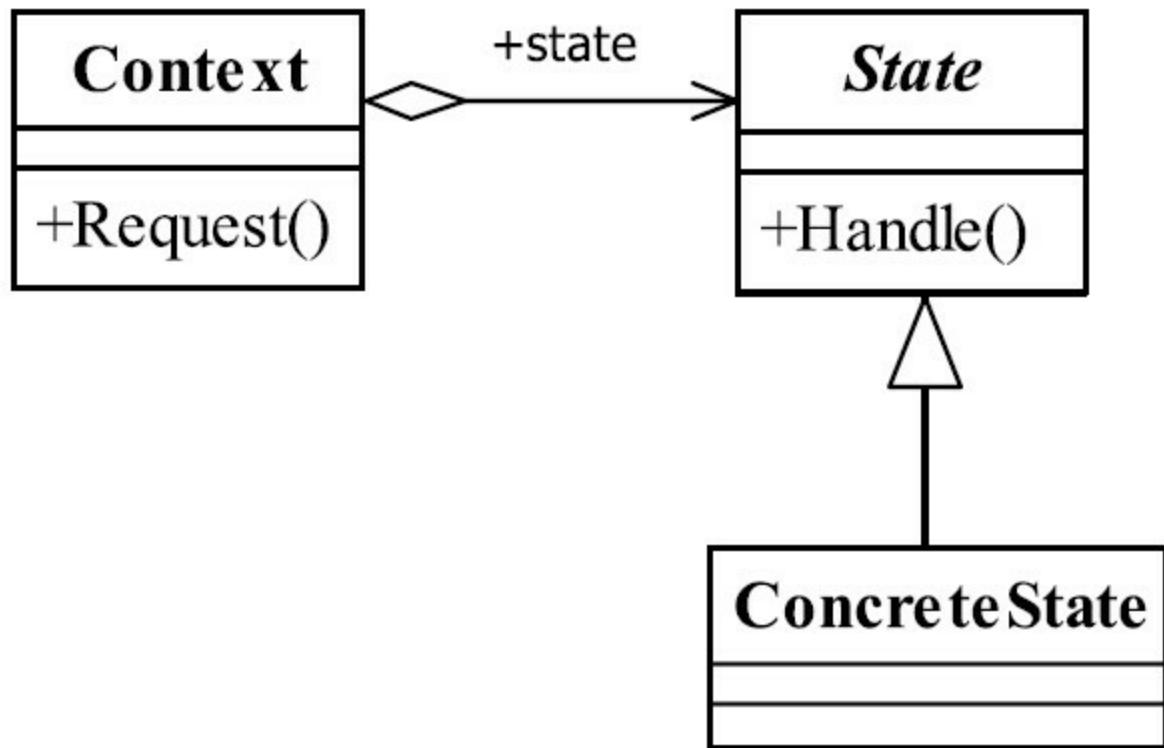 Context
+state
State
+Request()
+Handle()
ConcreteState